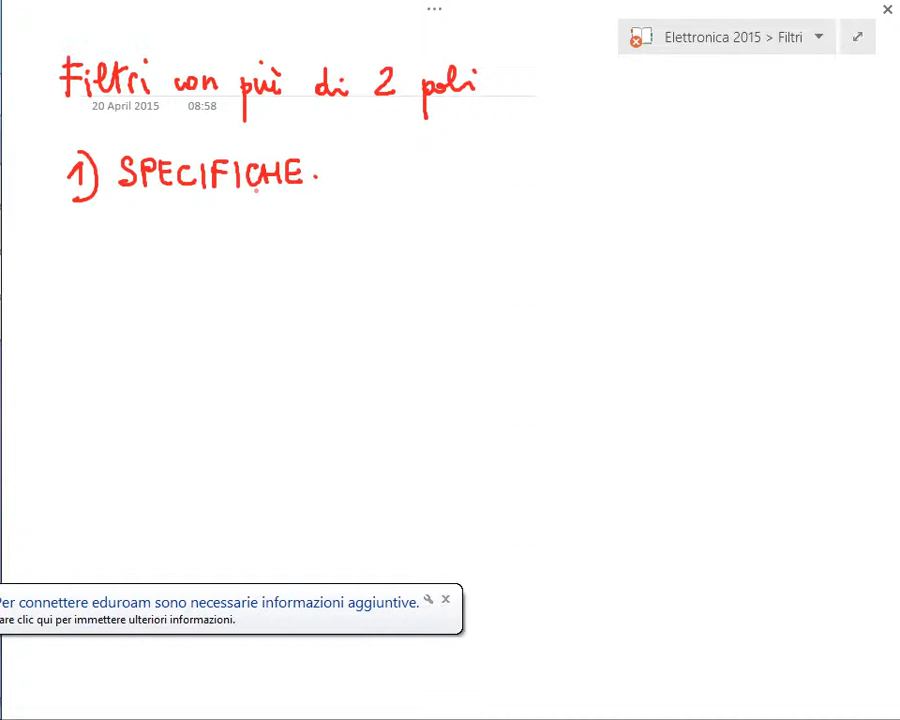 Elettronica 2015 > Filtri
Filtri con più di 2 poli
20 April 2015 08:58
1) SPECIFICHE.
Per connettere eduroam sono necessarie informazioni aggiuntive.
are clic qui per immettere ulteriori informazioni.